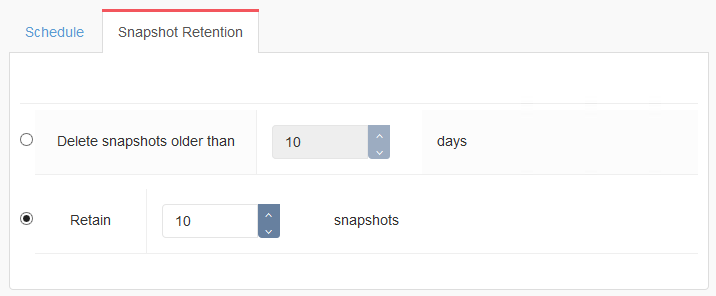 Schedule Snapshot Retention
Delete snapshots older than 10 days
Retain 10 snapshots